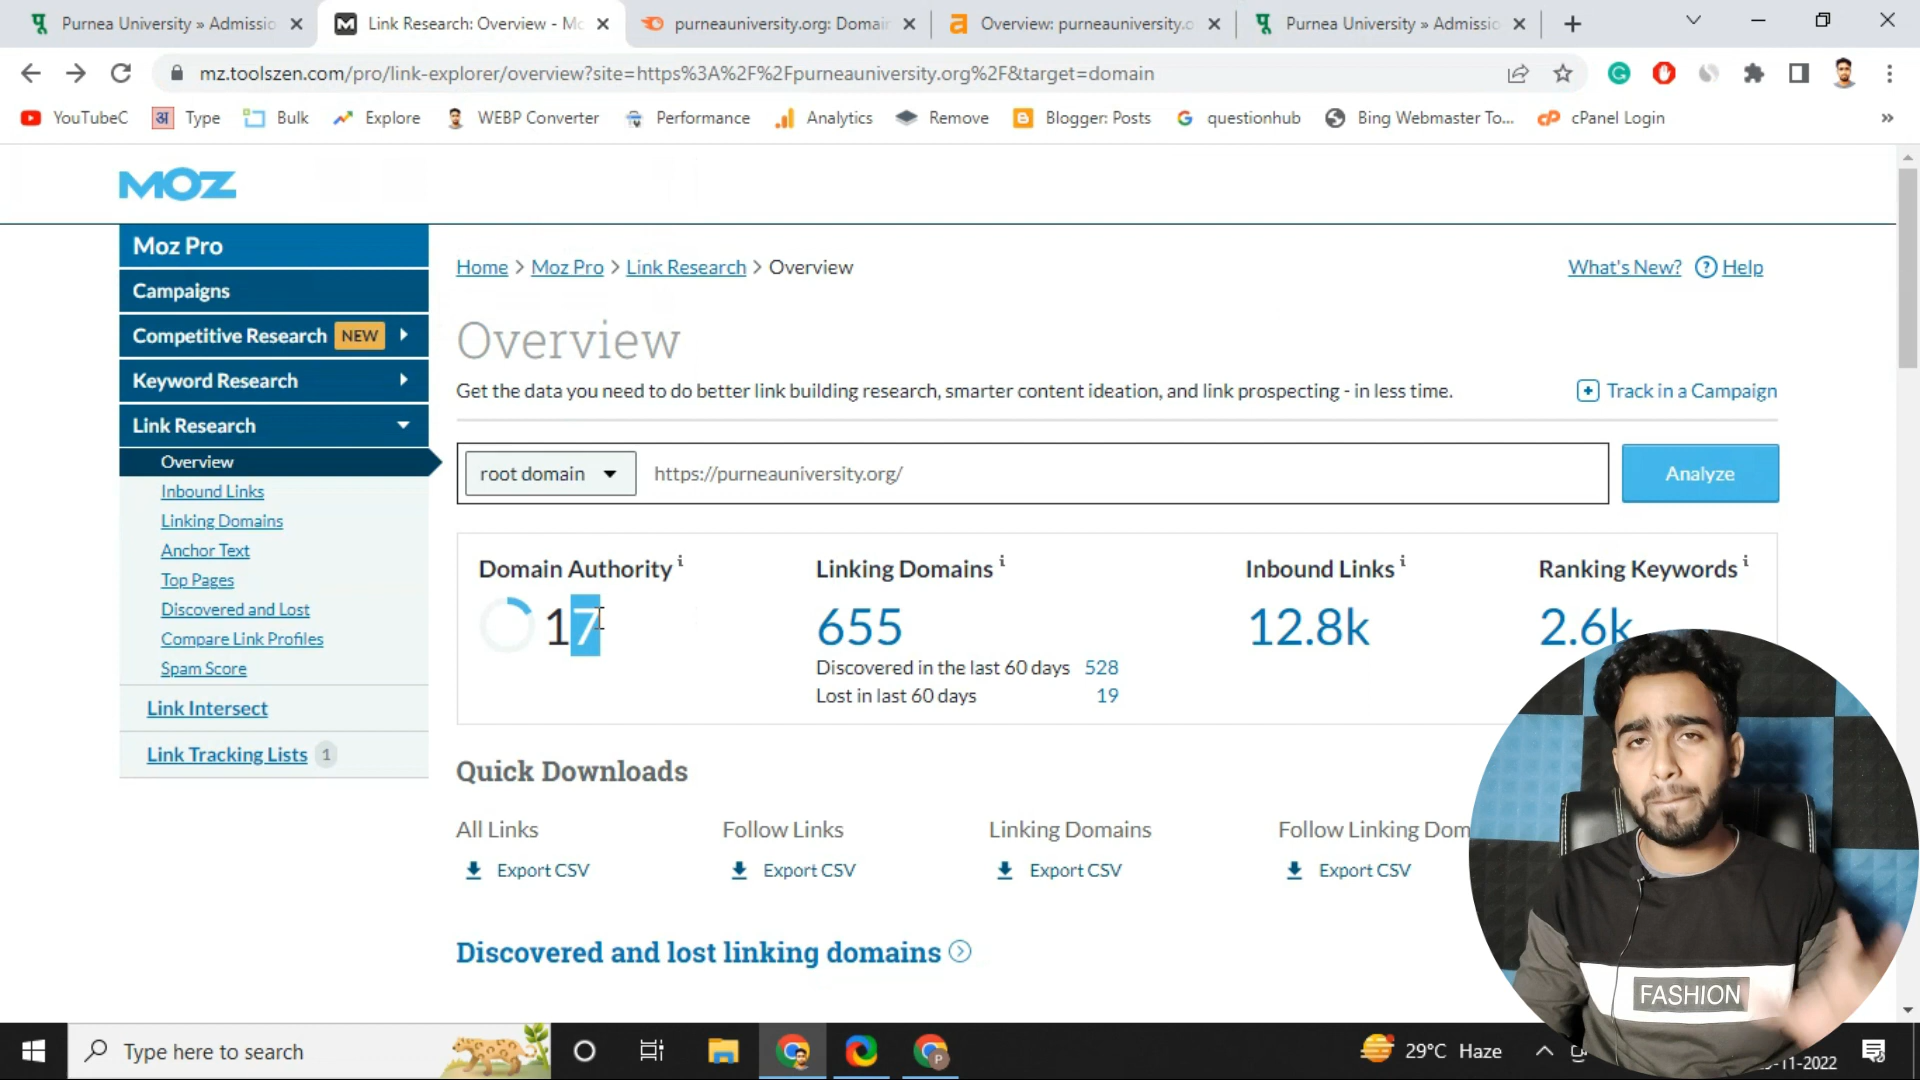 Purnea University » Admissio
Link Research: Overview - Mo
purneauniversity.org: Domai
Overview: purneauniversity.o
Purnea University » Admissio
mz.toolszen.com/pro/link-explorer/overview?site=https%3A%2F%2Fpurneauniversity.org%2F&target=domain
YouTubeC
अ Type
Bulk
Explore
WEBP Converter
Performance
Analytics
Remove
Blogger: Posts
questionhub
Bing Webmaster To...
cPanel Login
MOZ
Moz Pro
Campaigns
Competitive Research NEW
Keyword Research
Link Research
Overview
Inbound Links
Linking Domains
Anchor Text
Top Pages
Discovered and Lost
Compare Link Profiles
Spam Score
Link Intersect
Link Tracking Lists 1
Home > Moz Pro > Link Research > Overview
What's New? ? Help
Overview
Get the data you need to do better link building research, smarter content ideation, and link prospecting - in less time.
Track in a Campaign
root domain
https://purneauniversity.org/
Analyze
Domain Authority i
17
Linking Domains i
655
Discovered in the last 60 days 528
Lost in last 60 days 19
Inbound Links i
12.8k
Ranking Keywords i
2.6k
Quick Downloads
All Links
Export CSV
Follow Links
Export CSV
Linking Domains
Export CSV
Follow Linking Dom
Export CSV
Discovered and lost linking domains
FASHION
Type here to search
29°C Haze
-11-2022